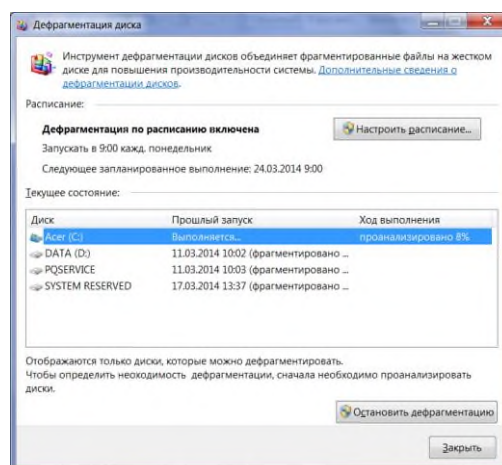 Дефрагментация диска
Инструмент дефрагментации дисков объединяет фрагментированные файлы на жестком
диске для повышения производительности системы. Дополнительные сведения о
дефрагментации дисков.
Расписание:
Дефрагментация по расписанию включена
Настроить расписание...
Запускать в 9:00 кажд. понедельник
Следующее запланированное выполнение: 24.03.2014 9:00
Текущее состояние:
Диск Прошлый запуск Ход выполнения
Acer (C:) Выполняется... проанализировано 8%
DATA (D:) 11.03.2014 10:02 (фрагментировано ...
PQSERVICE 11.03.2014 10:03 (фрагментировано ...
SYSTEM RESERVED 17.03.2014 13:37 (фрагментировано ...
Отображаются только диски, которые можно дефрагментировать.
Чтобы определить неоходимость дефрагментации, сначала необходимо проанализировать
диски.
Остановить дефрагментацию
Закрыть